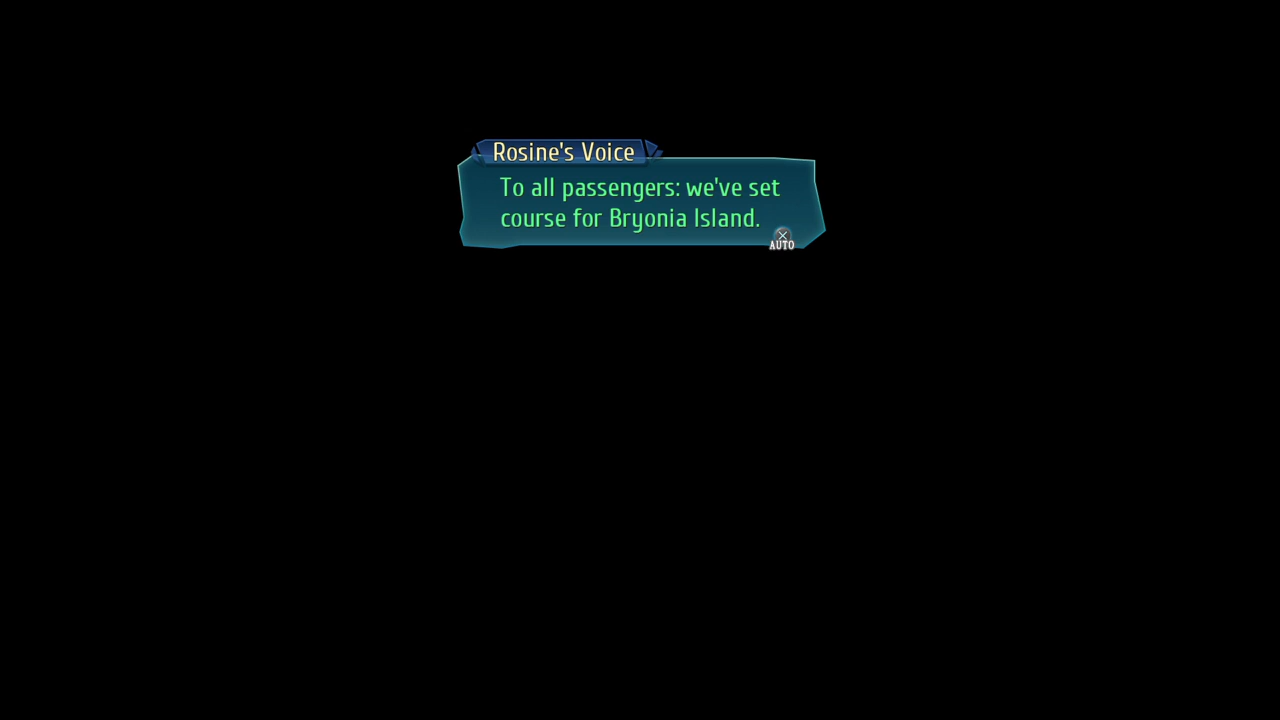 Rosine's Voice
To all passengers: we've set
course for Bryonia Island.
AUTO